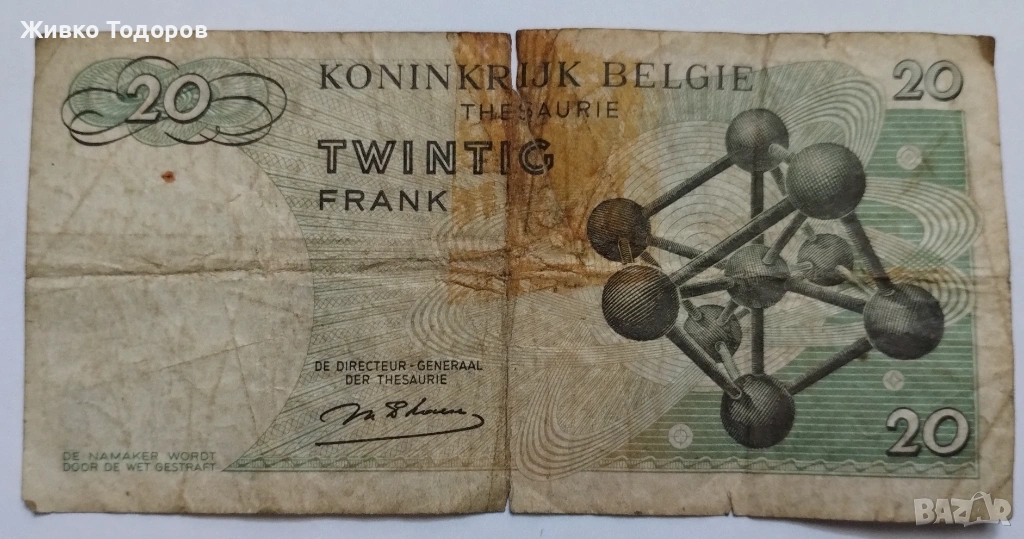 Живко Тодоров
20
KONINKRIJK BELGIE
THESAURIE
20
TWINTIG
FRANK
DE DIRECTEUR-GENERAAL
DER THESAURIE
DE NAMAKER WORDT
DOOR DE WET GESTRAFT
20
BAZAR